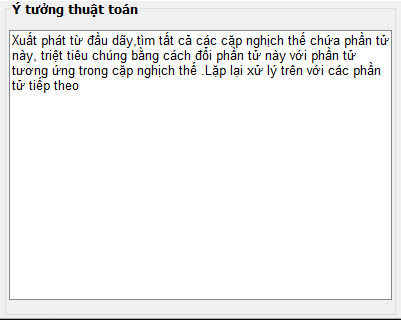 Ý tưởng thuật toán
Xuất phát từ đầu dãy,tìm tất cả các cặp nghịch thế chứa phần tử
này, triệt tiêu chúng bằng cách đổi phần tử này với phần tử
tương ứng trong cặp nghịch thế .Lặp lại xử lý trên với các phần
tử tiếp theo